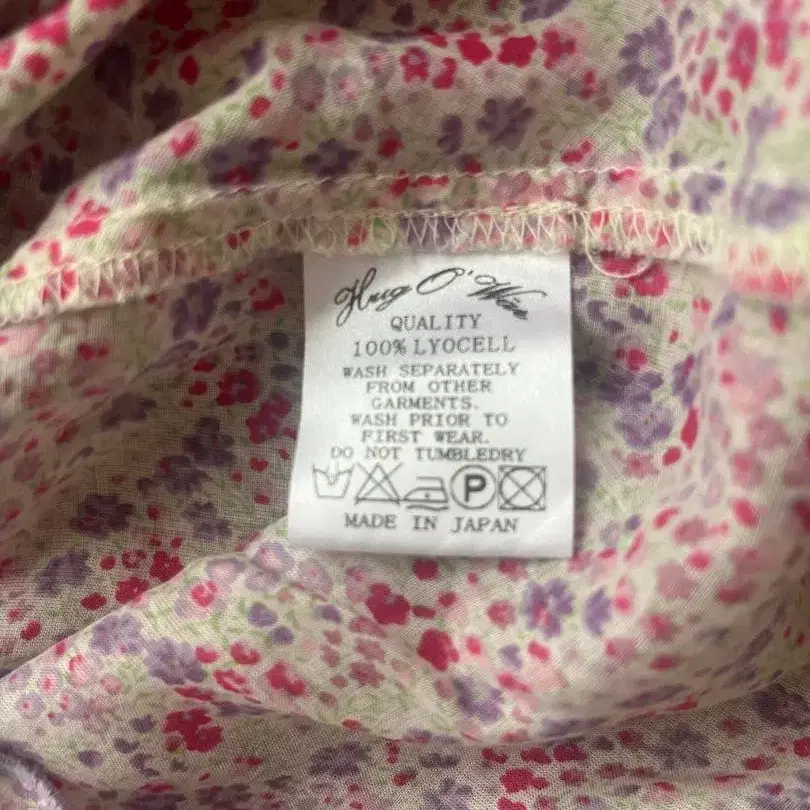 Hug O' War
QUALITY
100% LYOCELL
WASH SEPARATELY
FROM OTHER
GARMENTS.
WASH PRIOR TO
FIRST WEAR.
DO NOT TUMBLEDRY
P
MADE IN JAPAN